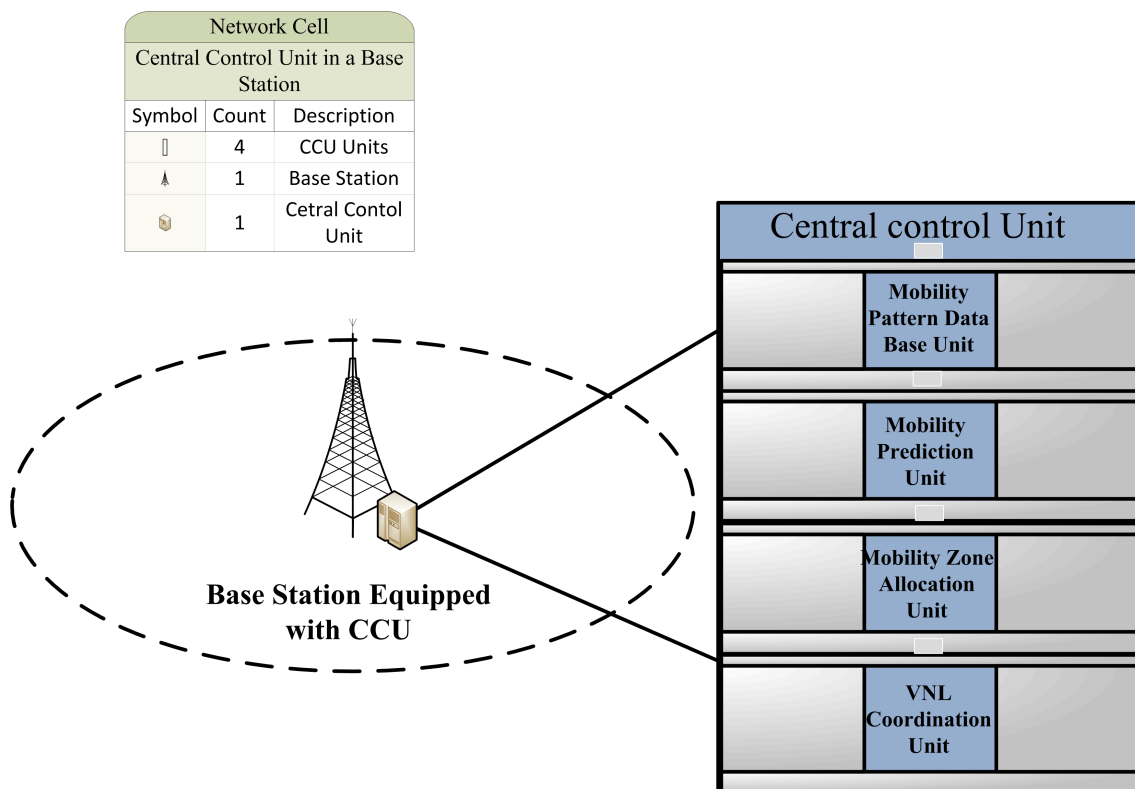 Network Cell
Central Control Unit in a Base
Station
Symbol Count Description
4 CCU Units
1 Base Station
1 Cetral Contol
Unit
Central control Unit
Mobility
Pattern Data
Base Unit
Mobility
Prediction
Unit
Mobility Zone
Allocation
Unit
VNL
Coordination
Unit
Base Station Equipped
with CCU